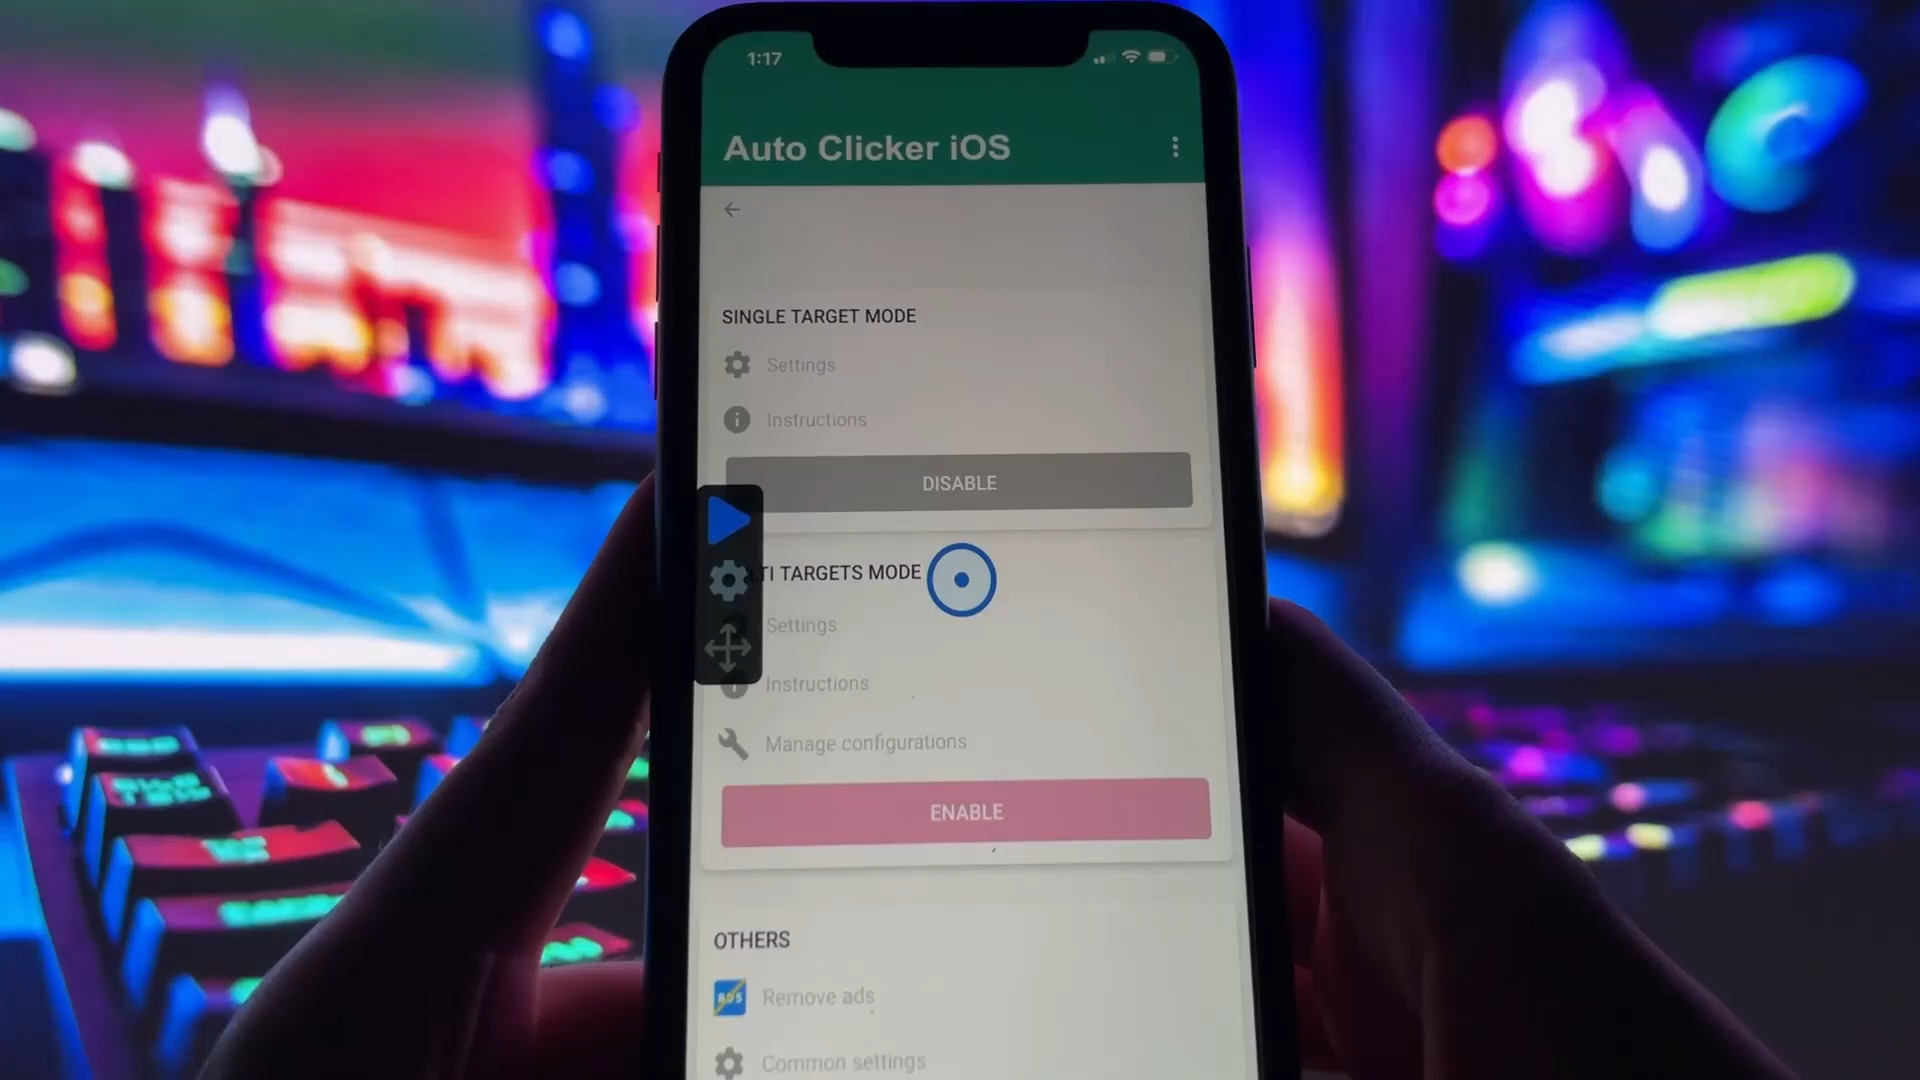 1:17
Auto Clicker iOS
SINGLE TARGET MODE
Settings
Instructions
DISABLE
TI TARGETS MODE
Settings
Instructions
Manage configurations
ENABLE
OTHERS
ADS
Remove ads
Common settings